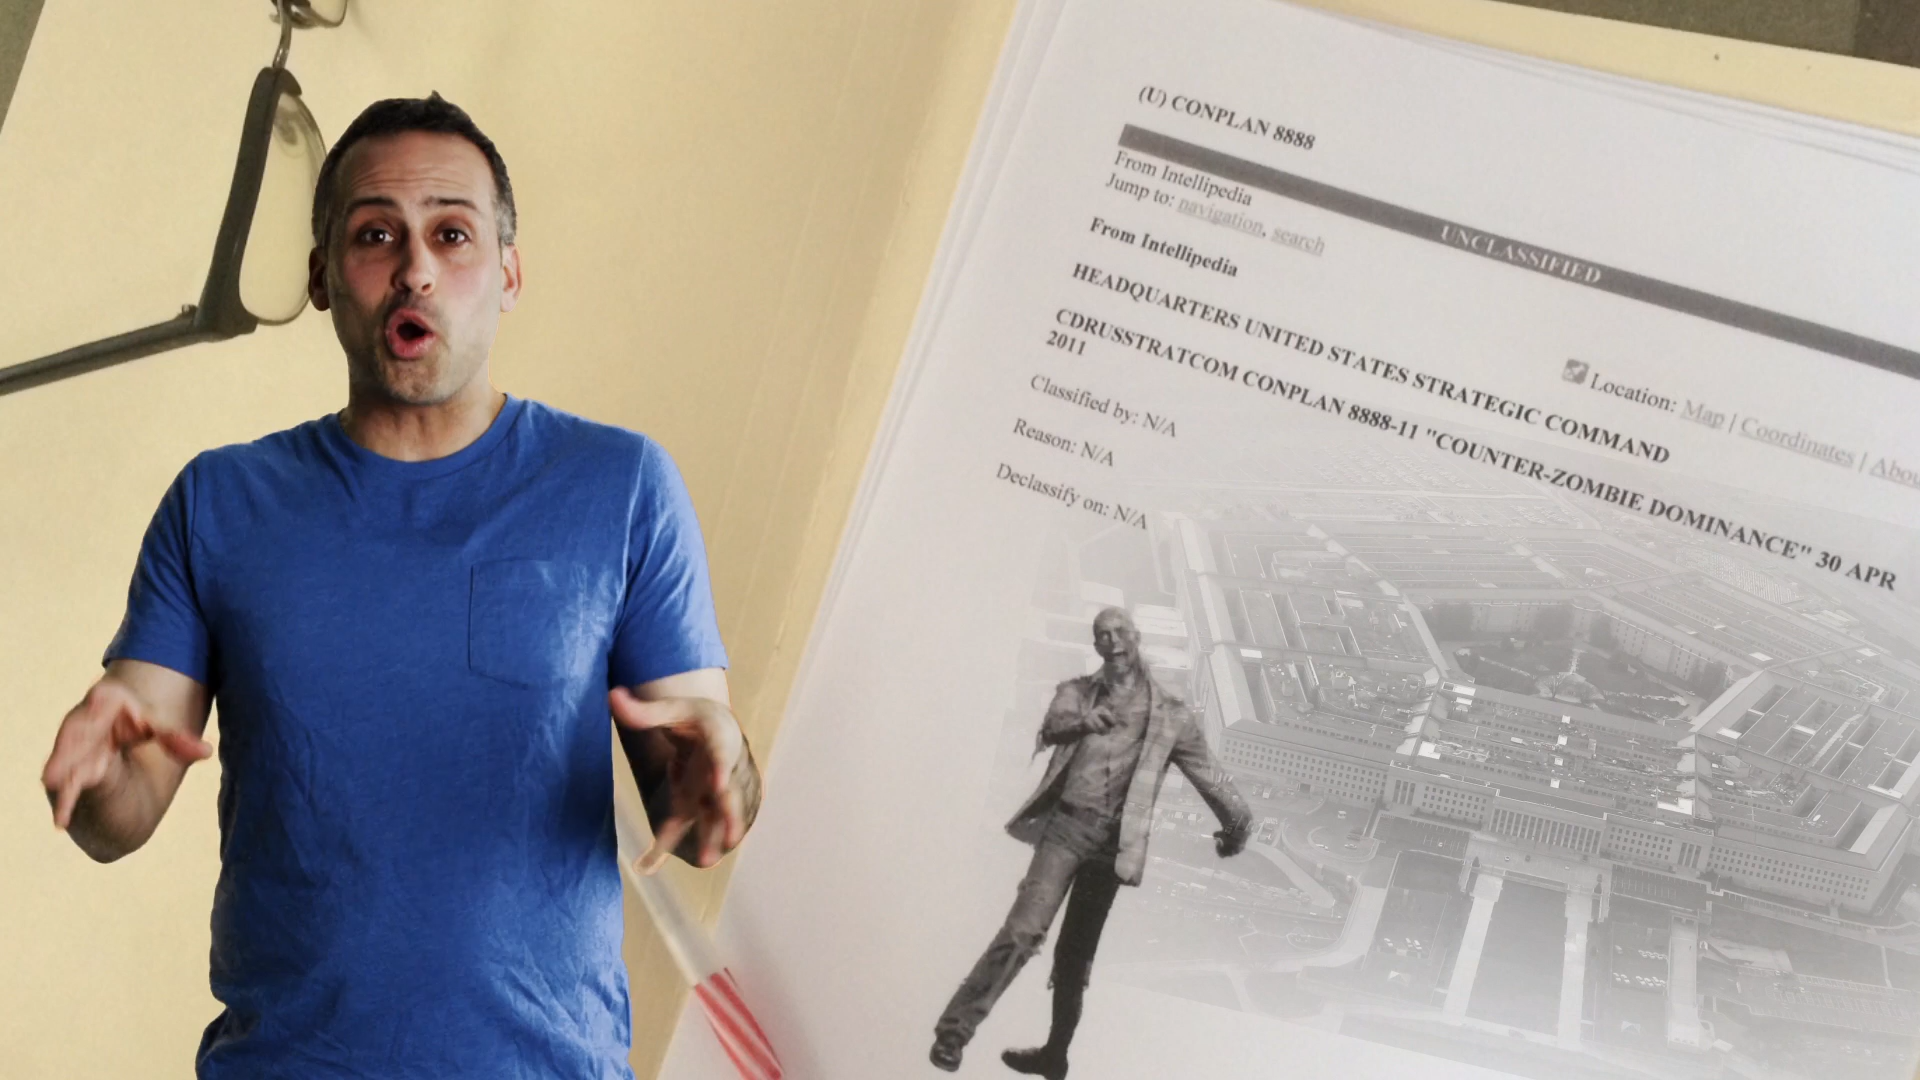 (U) CONPLAN 8888
UNCLASSIFIED
From Intellipedia
Jump to: navigation, search
From Intellipedia
Location: Map | Coordinates |
HEADQUARTERS UNITED STATES STRATEGIC COMMAND
CDRUSSTRATCOM CONPLAN 8888-11 "COUNTER-ZOMBIE DOMINANCE" 30 APR
2011
Classified by: N/A
Reason: N/A
Declassify on: N/A